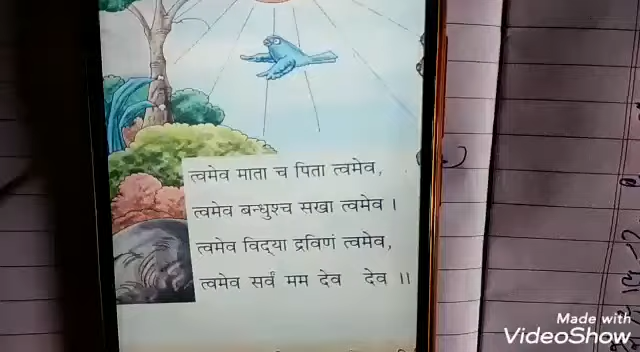 त्वमेव माता च पिता त्वमेव,
त्वमेव बन्धुश्च सखा त्वमेव ।
त्वमेव विद्‌या द्रविणं त्वमेव,
त्वमेव सर्वं मम देव देव ।।
Made with
VideoShow